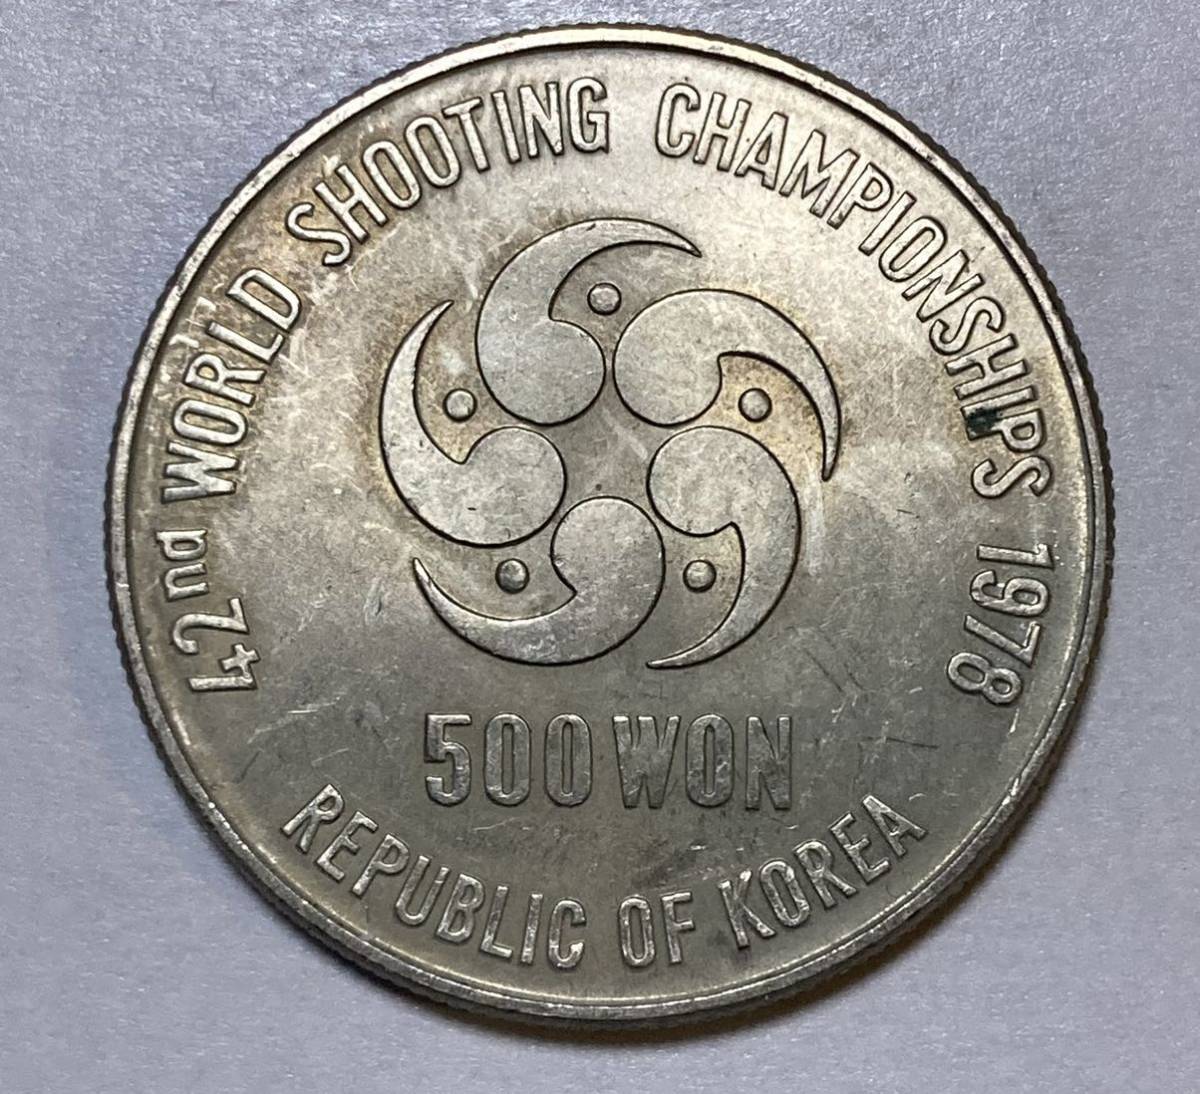 42nd WORLD SHOOTING CHAMPIONSHIPS 1978
500 WON
REPUBLIC OF KOREA